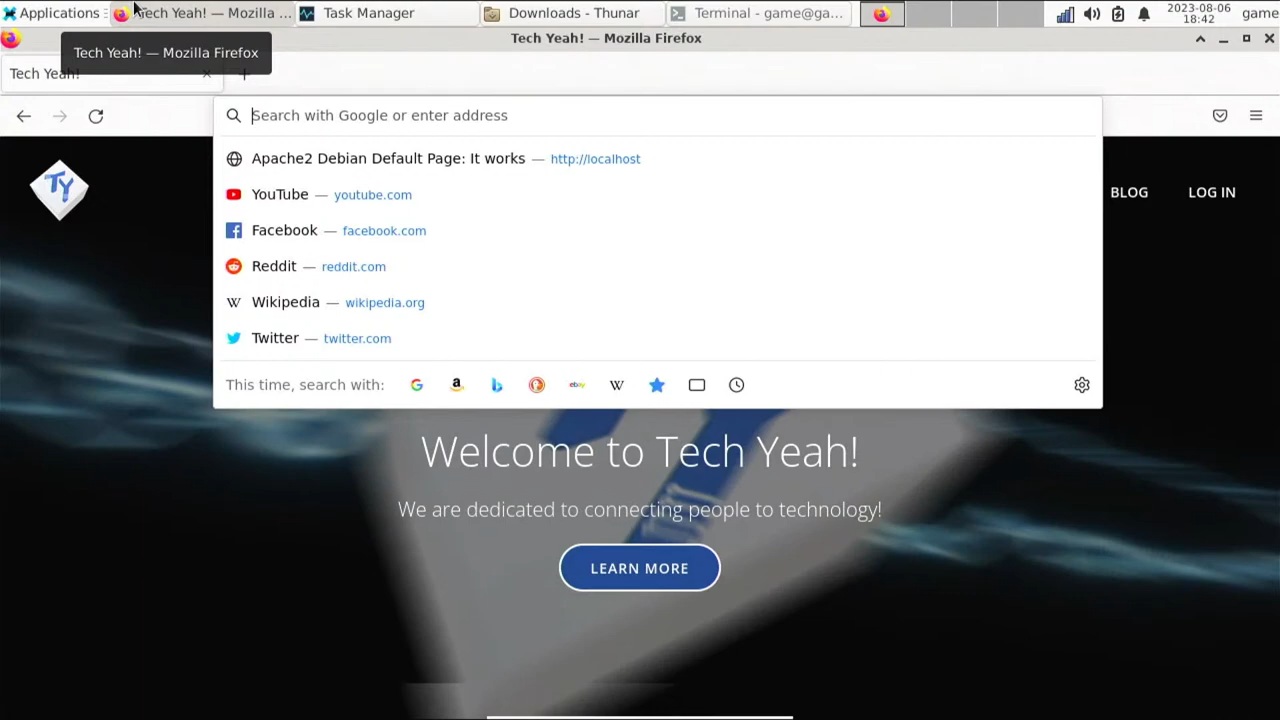 Applications
Tech Yeah! — Mozilla ...
Task Manager
Downloads - Thunar
Terminal - game@ga...
2023-08-06
18:42
game
Tech Yeah! — Mozilla Firefox
Tech Yeah! — Mozilla Firefox
Tech Yeah!
Search with Google or enter address
Apache2 Debian Default Page: It works — http://localhost
YouTube — youtube.com
Facebook — facebook.com
Reddit — reddit.com
Wikipedia — wikipedia.org
Twitter — twitter.com
This time, search with:
TY
BLOG
LOG IN
Welcome to Tech Yeah!
We are dedicated to connecting people to technology!
LEARN MORE